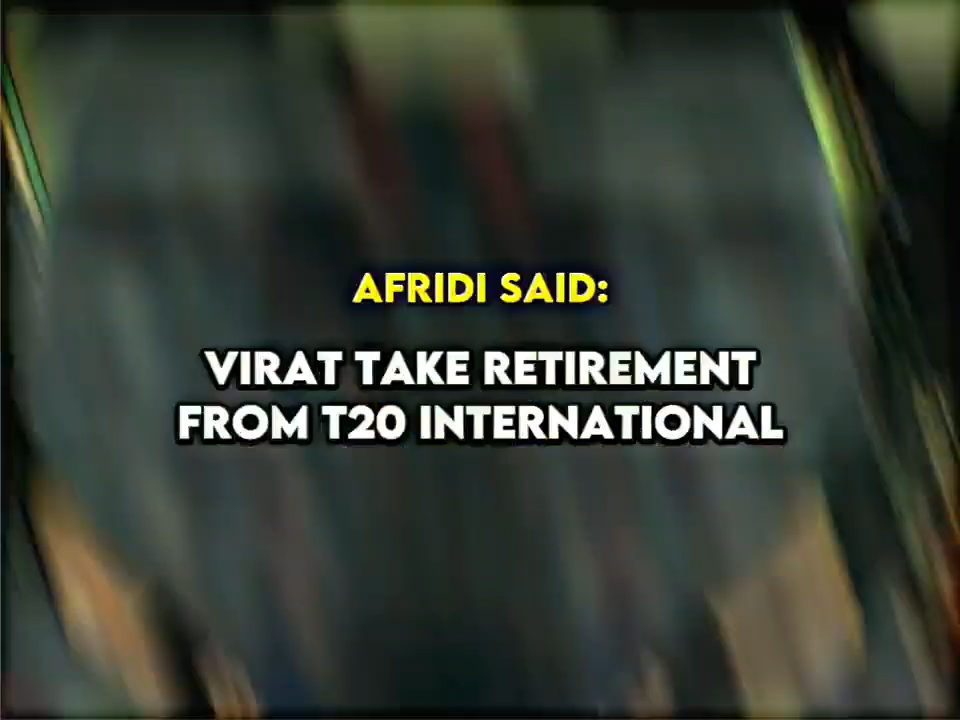 AFRIDI SAID:
VIRAT TAKE RETIREMENT
FROM T20 INTERNATIONAL